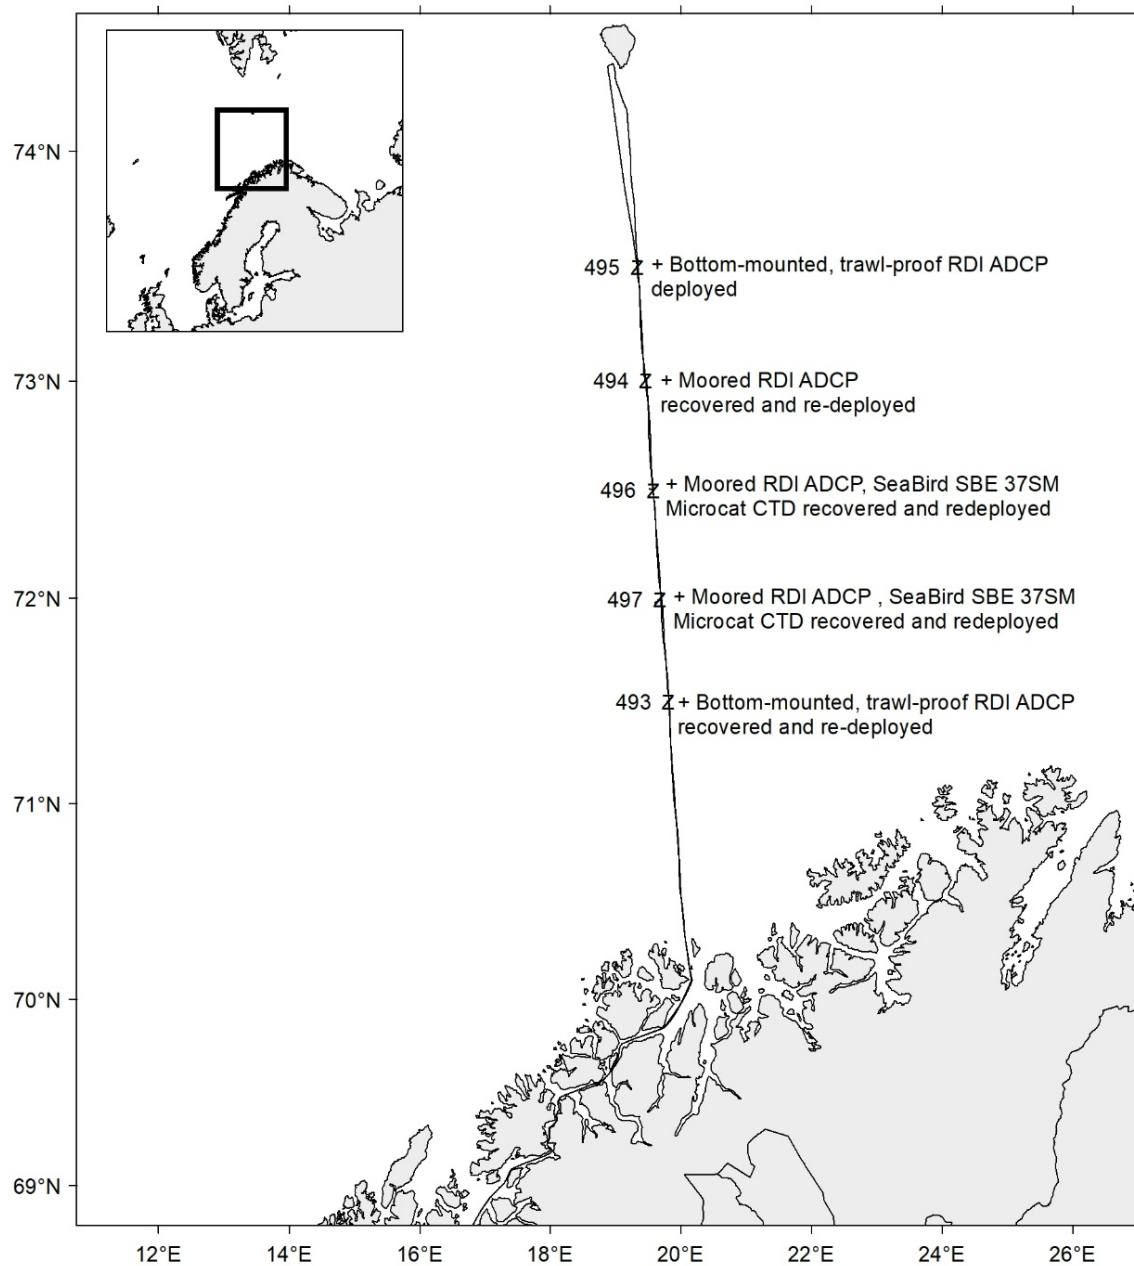 74°N
495 Z + Bottom-mounted, trawl-proof RDI ADCP
deployed
73°N
494 Z + Moored RDI ADCP
recovered and re-deployed
496 Z + Moored RDI ADCP, SeaBird SBE 37SM
Microcat CTD recovered and redeployed
72°N
497 Z + Moored RDI ADCP , SeaBird SBE 37SM
Microcat CTD recovered and redeployed
493 Z + Bottom-mounted, trawl-proof RDI ADCP
recovered and re-deployed
71°N
70°N
69°N
12°E 14°E 16°E 18°E 20°E 22°E 24°E 26°E